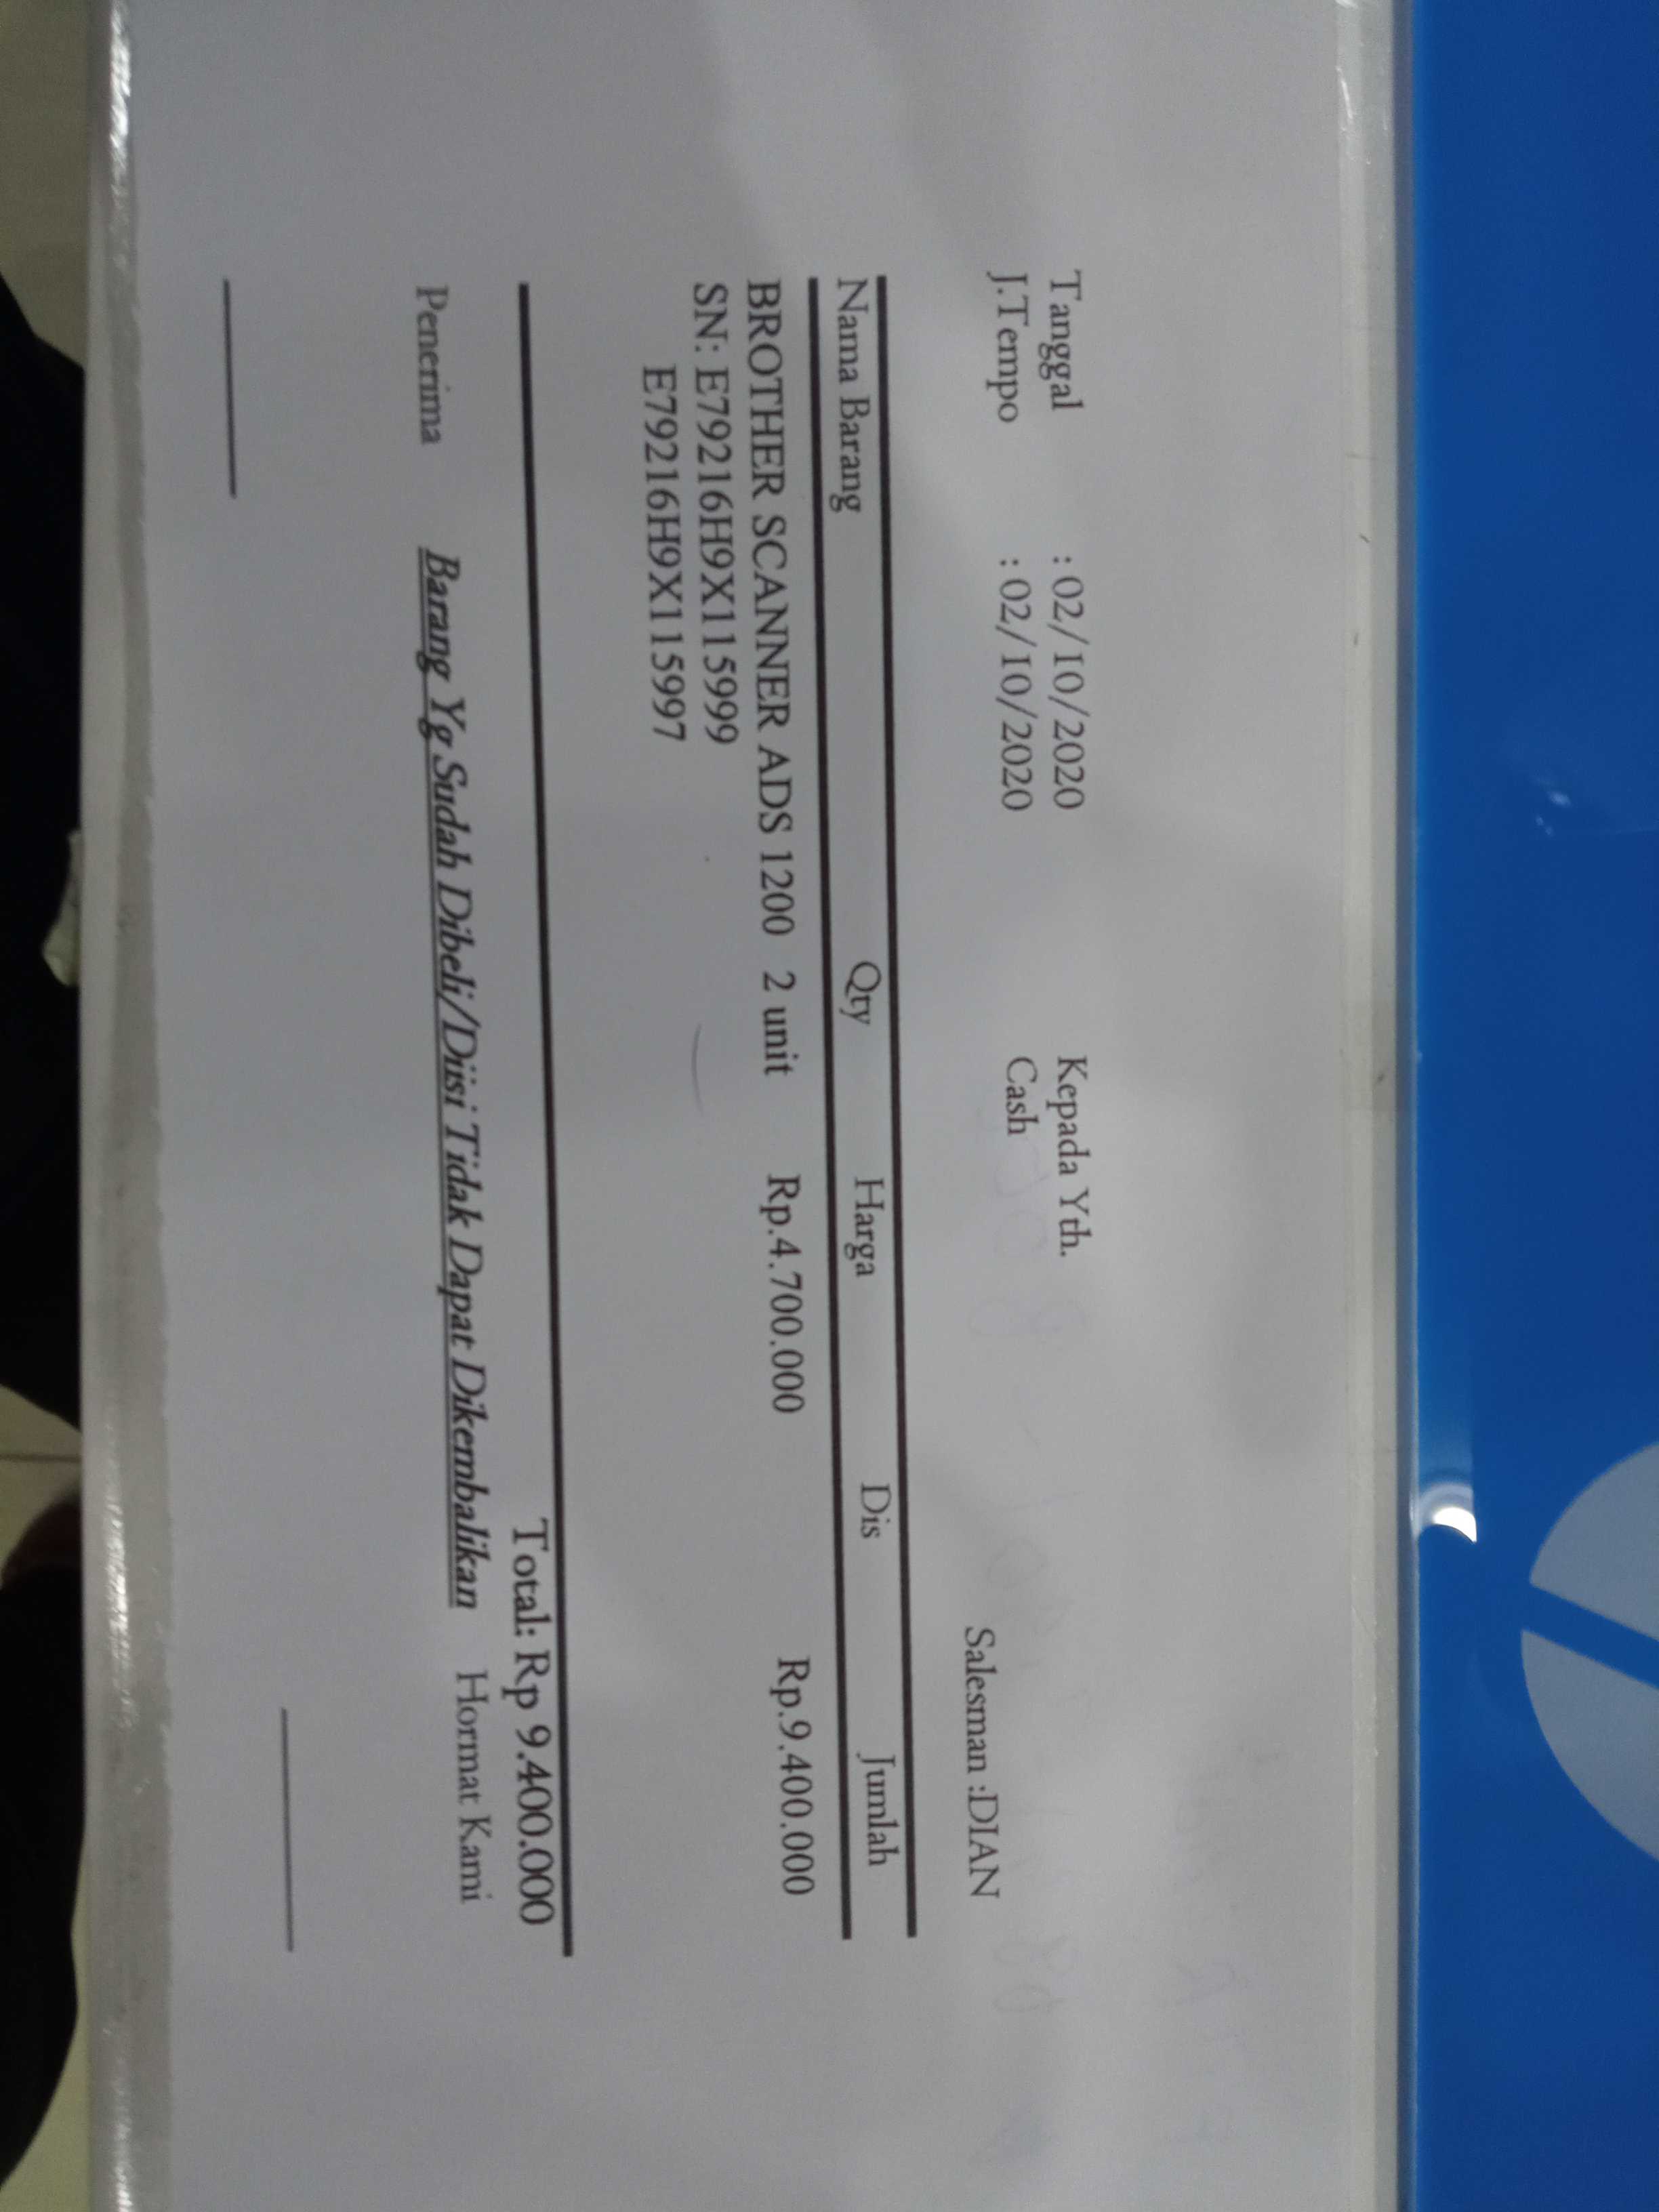 Tanggal : 02/10/2020 Kepada Yth.
J.Tempo : 02/10/2020 Cash
Salesman :DIAN
Nama Barang Qty Harga Dis Jumlah
BROTHER SCANNER ADS 1200 2 unit Rp.4.700.000 Rp.9.400.000
SN: E79216H9X115999
E79216H9X115997
Total: Rp 9.400.000
Penerima Barang Yg Sudah Dibeli/Diisi Tidak Dapat Dikembalikan Hormat Kami